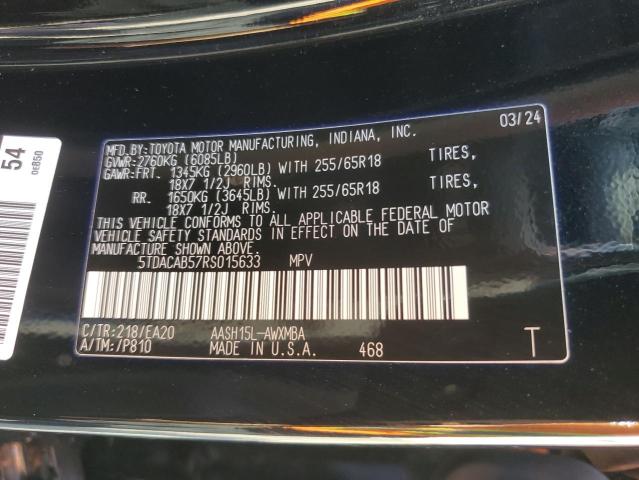 MFD.BY:TOYOTA MOTOR MANUFACTURING, INDIANA, INC. 03/24
GVWR:2760KG (6085LB)
GAWR:FRT. 1345KG (2960LB) WITH 255/65R18 TIRES,
18X7 1/2J RIMS.
RR. 1650KG (3645LB) WITH 255/65R18 TIRES,
18X7 1/2J RIMS.
THIS VEHICLE CONFORMS TO ALL APPLICABLE FEDERAL MOTOR
VEHICLE SAFETY STANDARDS IN EFFECT ON THE DATE OF
MANUFACTURE SHOWN ABOVE.
5TDACAB57RS015633 MPV
C/TR:218/EA20 AASH15L-AWXMBA
A/TM:/P810 MADE IN U.S.A. 468 T
54